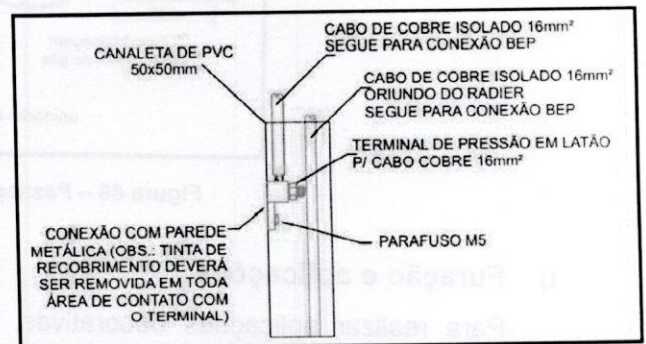 CABO DE COBRE ISOLADO 16mm²
SEGUE PARA CONEXÃO BEP
CANALETA DE PVC
50x50mm
CABO DE COBRE ISOLADO 16mm²
ORIUNDO DO RADIER
SEGUE PARA CONEXÃO BEP
TERMINAL DE PRESSÃO EM LATÃO
P/ CABO COBRE 16mm²
CONEXÃO COM PAREDE
METÁLICA (OBS.: TINTA DE
RECOBRIMENTO DEVERÁ
SER REMOVIDA EM TODA
ÁREA DE CONTATO COM
O TERMINAL)
PARAFUSO M5
Figura 66 – Passag
Furação e aplicações
Para realizar aplicações decorativas